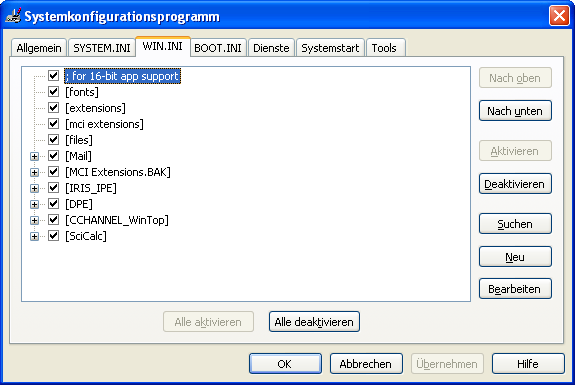 Systemkonfigurationsprogramm
Allgemein SYSTEM.INI WIN.INI BOOT.INI Dienste Systemstart Tools
; for 16-bit app support
[fonts]
[extensions]
[mci extensions]
[files]
[Mail]
[MCI Extensions.BAK]
[IRIS_IPE]
[DPE]
[CCHANNEL_WinTop]
[SciCalc]
Nach oben
Nach unten
Aktivieren
Deaktivieren
Suchen
Neu
Bearbeiten
Alle aktivieren Alle deaktivieren
OK Abbrechen Übernehmen Hilfe